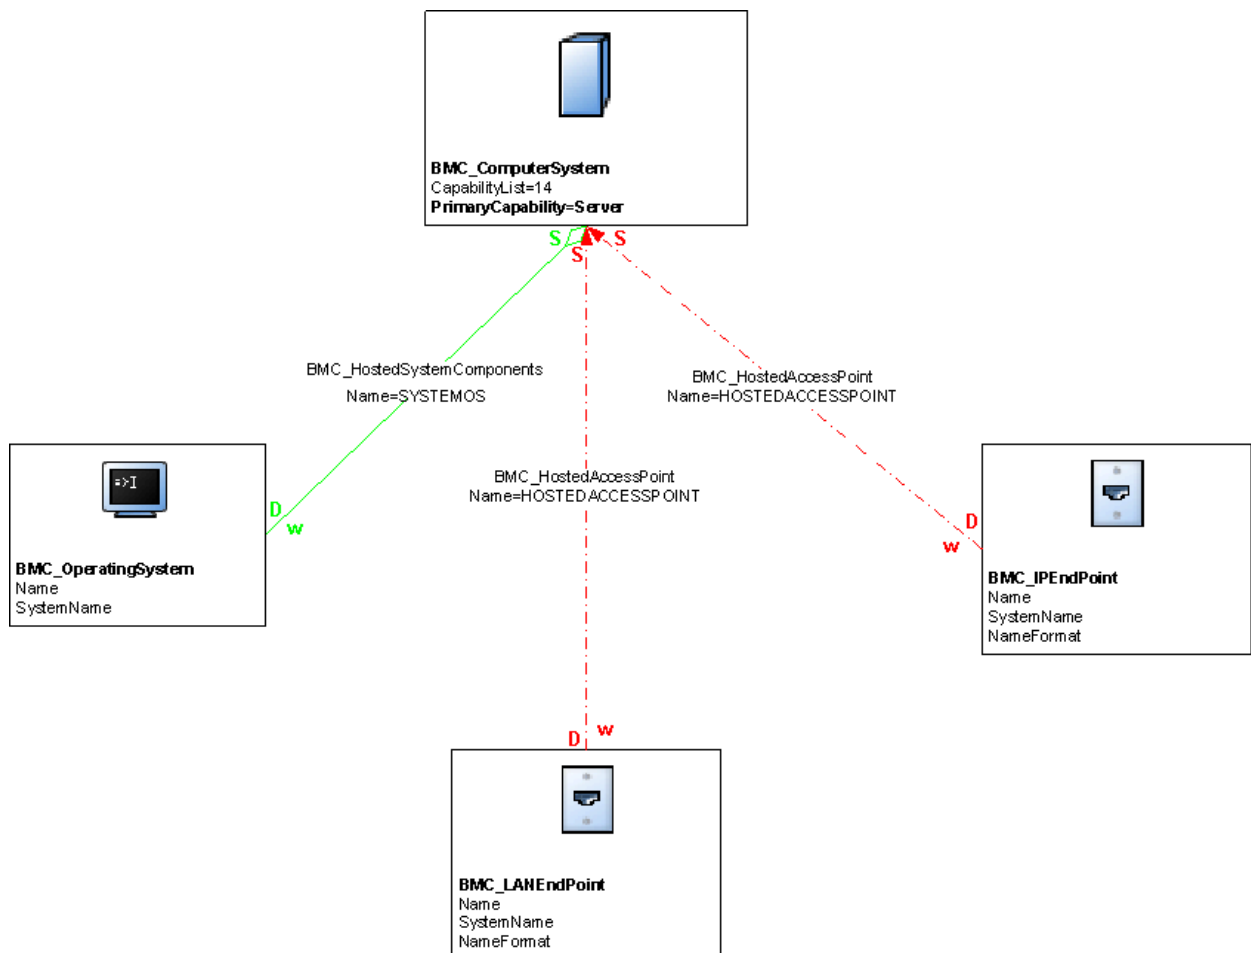 BMC_ComputerSystem
CapabilityList=14
PrimaryCapability=Server
S
S
S
BMC_HostedSystemComponents
Name=SYSTEMOS
BMC_HostedAccessPoint
Name=HOSTEDACCESSPOINT
BMC_HostedAccessPoint
Name=HOSTEDACCESSPOINT
=>I
D
w
BMC_OperatingSystem
Name
SystemName
D
w
BMC_IPEndPoint
Name
SystemName
NameFormat
D
w
BMC_LANEndPoint
Name
SystemName
NameFormat